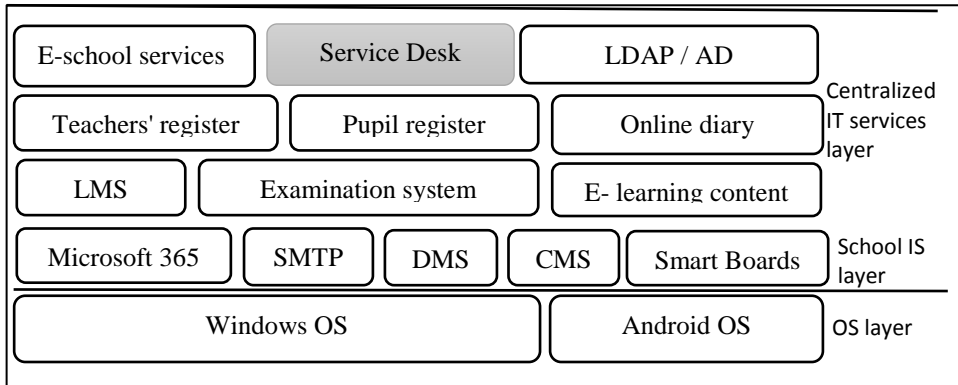 E-school services
Service Desk
LDAP / AD
Teachers' register
Pupil register
Online diary
Centralized
IT services
layer
LMS
Examination system
E- learning content
Microsoft 365
SMTP
DMS
CMS
Smart Boards
School IS
layer
Windows OS
Android OS
OS layer